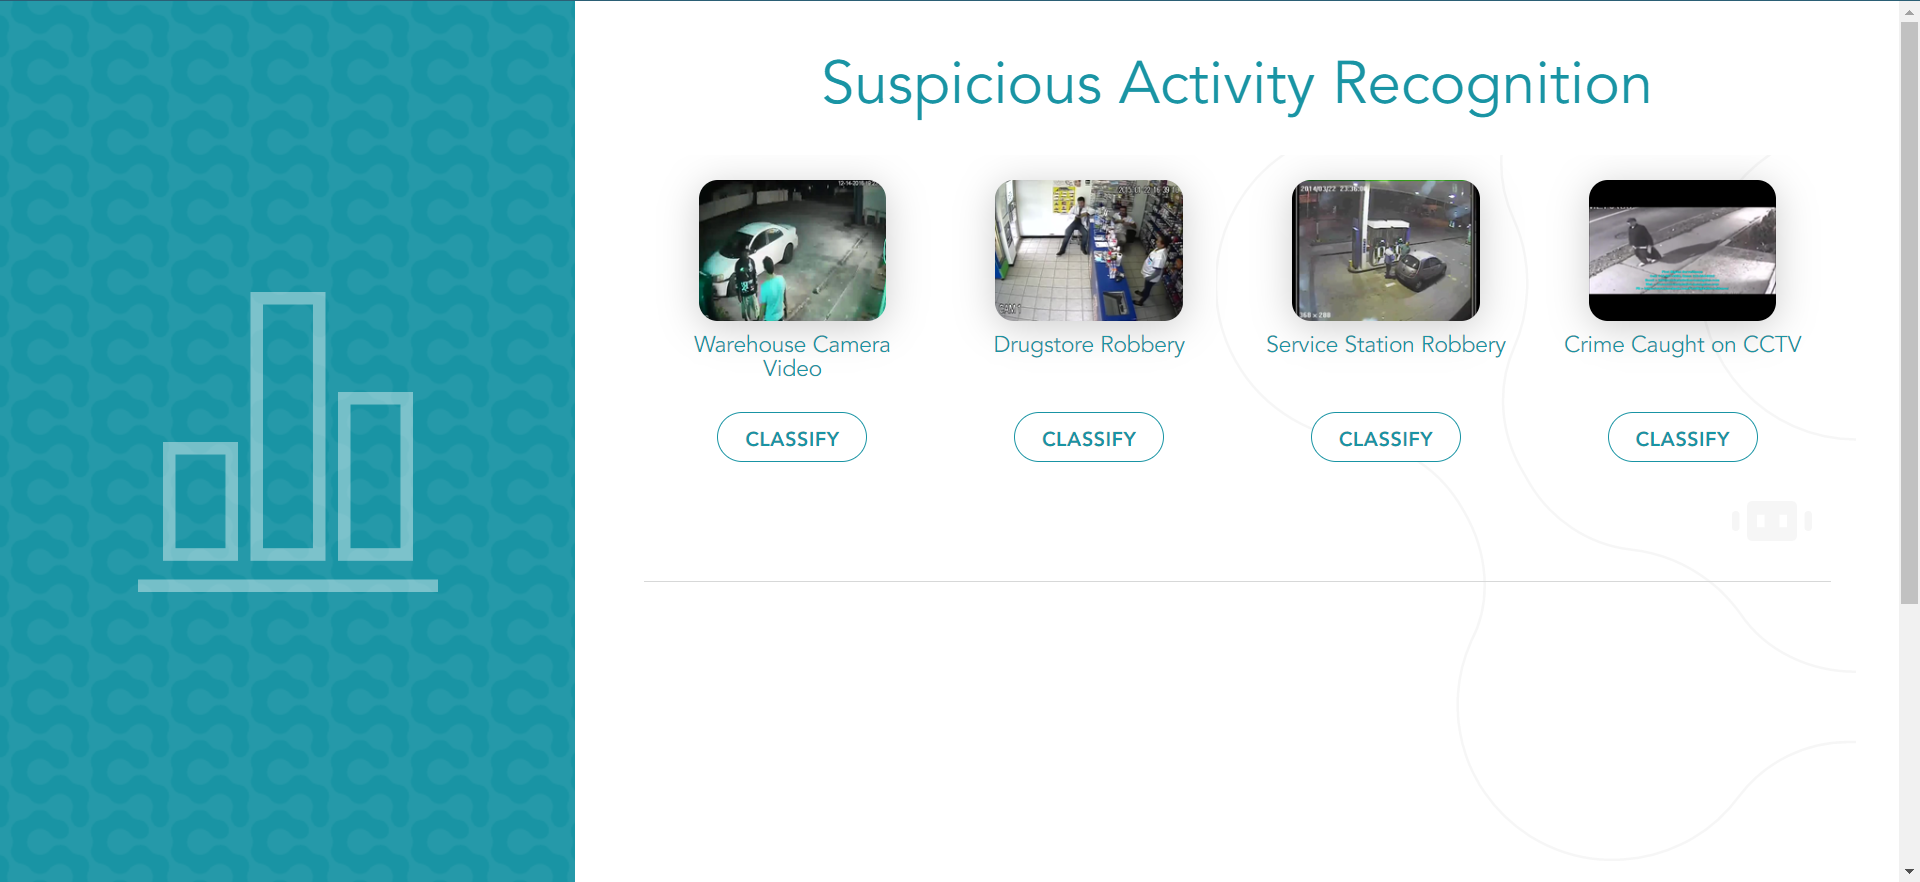 Suspicious Activity Recognition
Warehouse Camera
Video
Drugstore Robbery
Service Station Robbery
Crime Caught on CCTV
CLASSIFY
CLASSIFY
CLASSIFY
CLASSIFY